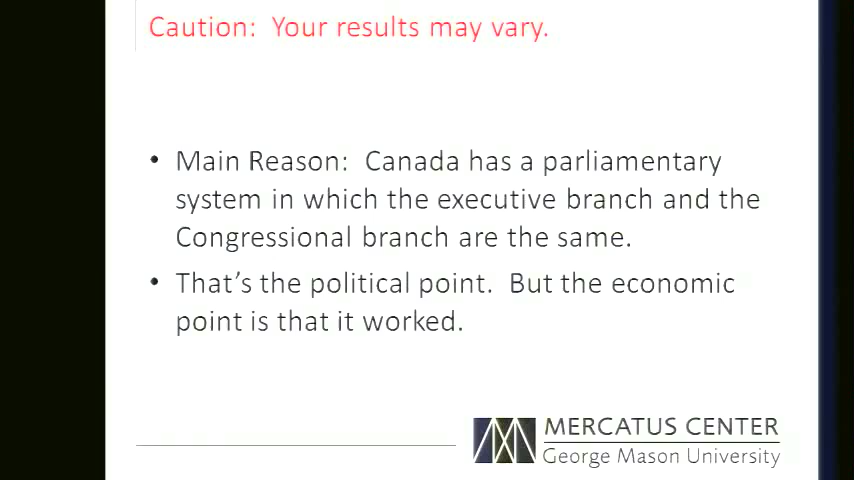 Caution:  Your results may vary.
• Main Reason:  Canada has a parliamentary
system in which the executive branch and the
Congressional branch are the same.
• That’s the political point.  But the economic
point is that it worked.
MERCATUS CENTER
George Mason University